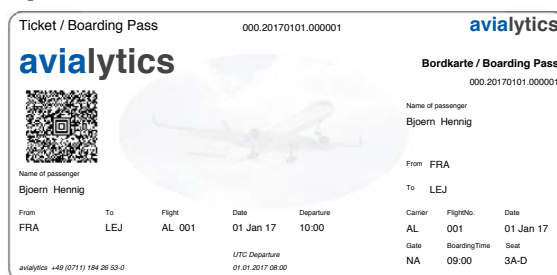 Ticket / Boarding Pass
000.20170101.000001
avialytics
Name of passenger
Bjoern Hennig
From To Flight Date Departure
FRA LEJ AL 001 01 Jan 17 10:00
UTC Departure
avialytics +49 (0711) 184 26 53-0 01.01.2017 08:00
avialytics
Bordkarte / Boarding Pass
000.20170101.000001
Name of passenger
Bjoern Hennig
From FRA
To LEJ
Carrier FlightNo. Date
AL 001 01 Jan 17
Gate BoardingTime Seat
NA 09:00 3A-D